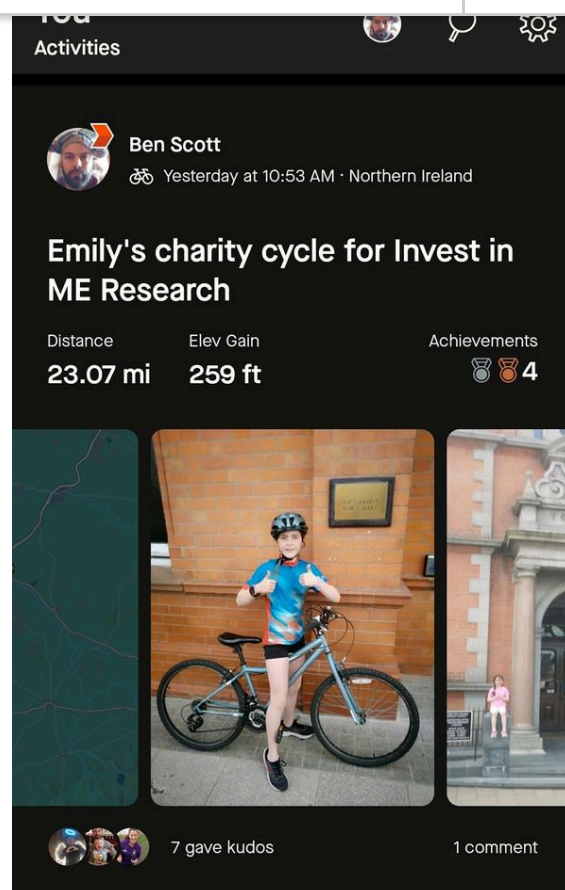 You
Activities
Ben Scott
Yesterday at 10:53 AM · Northern Ireland
Emily's charity cycle for Invest in
ME Research
Distance
Elev Gain
Achievements
23.07 mi
259 ft
4
7 gave kudos
1 comment